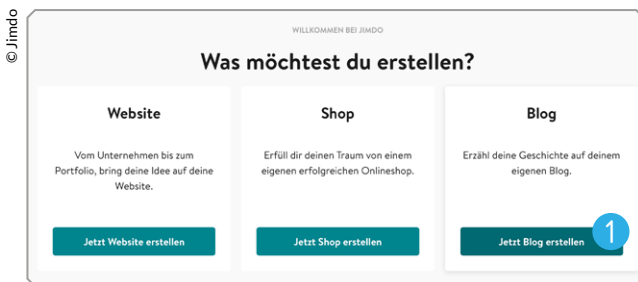 © Jimdo
WILLKOMMEN BEI JIMDO
Was möchtest du erstellen?
Website
Vom Unternehmen bis zum
Portfolio, bring deine Idee auf deine
Website.
Jetzt Website erstellen
Shop
Erfüll dir deinen Traum von einem
eigenen erfolgreichen Onlineshop.
Jetzt Shop erstellen
Blog
Erzähl deine Geschichte auf deinem
eigenen Blog.
Jetzt Blog erstellen
1